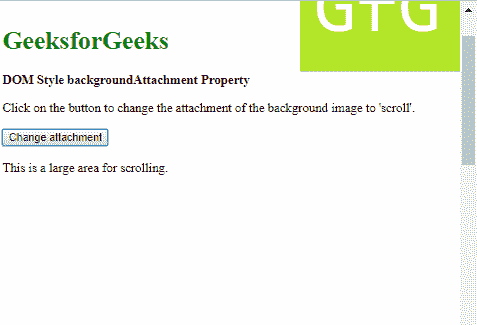 GfG
GeeksforGeeks
DOM Style backgroundAttachment Property
Click on the button to change the attachment of the background image to 'scroll'.
Change attachment
This is a large area for scrolling.